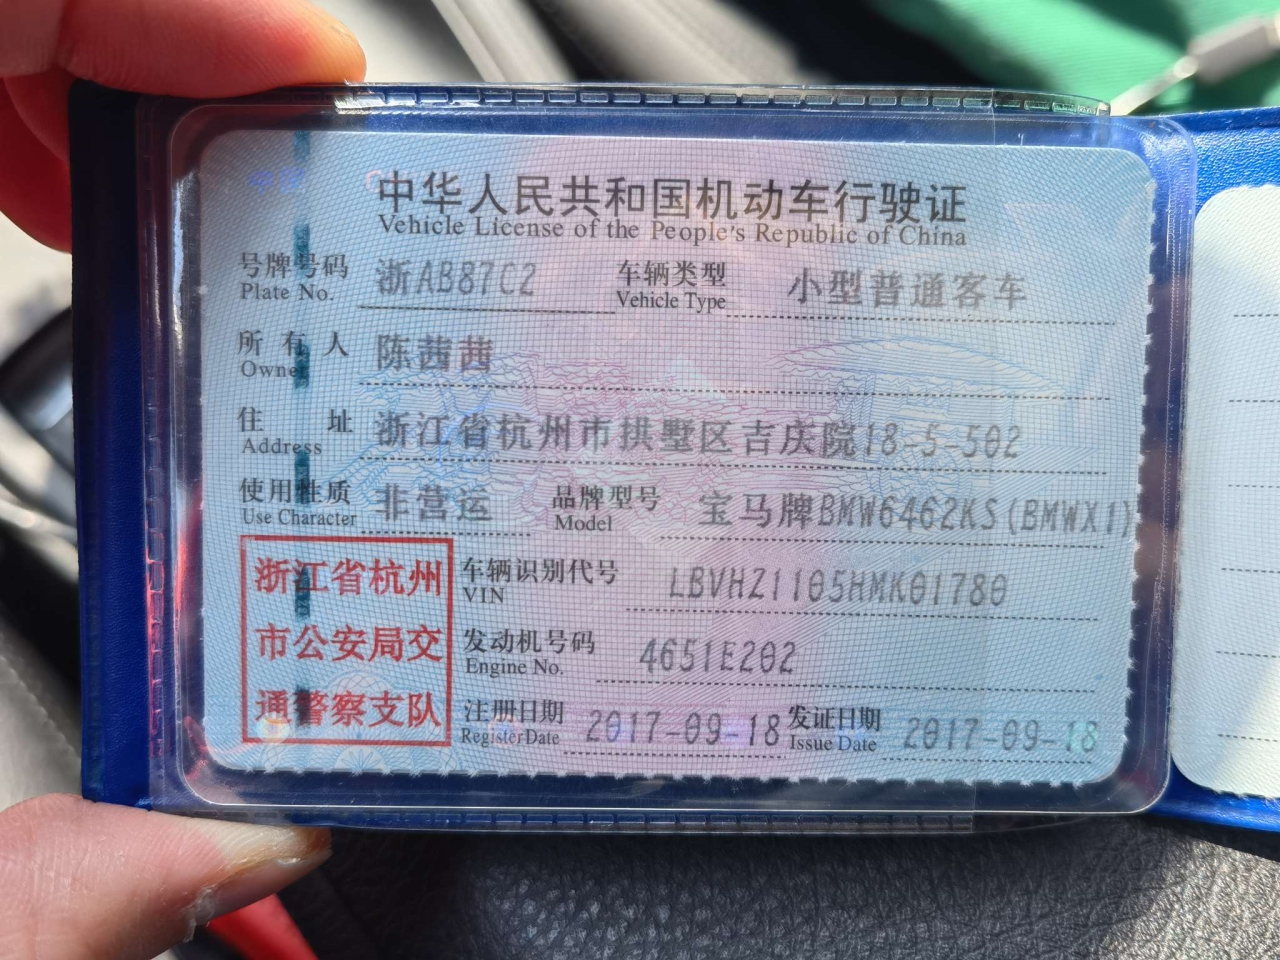 中华人民共和国机动车行驶证
Vehicle License of the People's Republic of China
号牌号码 浙AB87C2 车辆类型 小型普通客车
Plate No. Vehicle Type
所有人 陈茜茜
Owner
住址 浙江省杭州市拱墅区吉庆院18-5-502
Address
使用性质 非营运 品牌型号 宝马牌BMW6462KS(BMWX1)
Use Character Model
浙江省杭州 车辆识别代号 LBVHZ1105HMK01780
VIN
市公安局交 发动机号码 4651E202
Engine No.
通警察支队 注册日期 2017-09-18 发证日期 2017-09-18
Register Date Issue Date